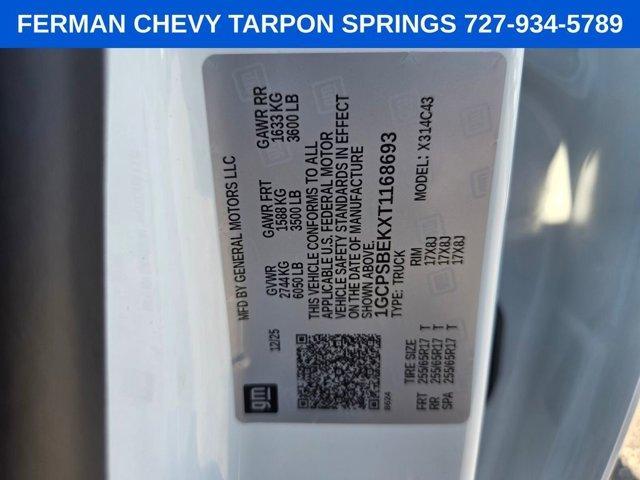 FERMAN CHEVY TARPON SPRINGS 727-934-5789
MFD BY GENERAL MOTORS LLC
12/25
GVWR
2744 KG
6050 LB
GAWR FRT
1588 KG
3500 LB
GAWR RR
1633 KG
3600 LB
THIS VEHICLE CONFORMS TO ALL
APPLICABLE U.S. FEDERAL MOTOR
VEHICLE SAFETY STANDARDS IN EFFECT
ON THE DATE OF MANUFACTURE
SHOWN ABOVE.
1GCPSBEKXT1168693
TYPE: TRUCK
MODEL: X314C43
gm
TIRE SIZE RIM
FRT 255/65R17 T 17X8J
RR 255/65R17 T 17X8J
SPA 255/65R17 T 17X8J